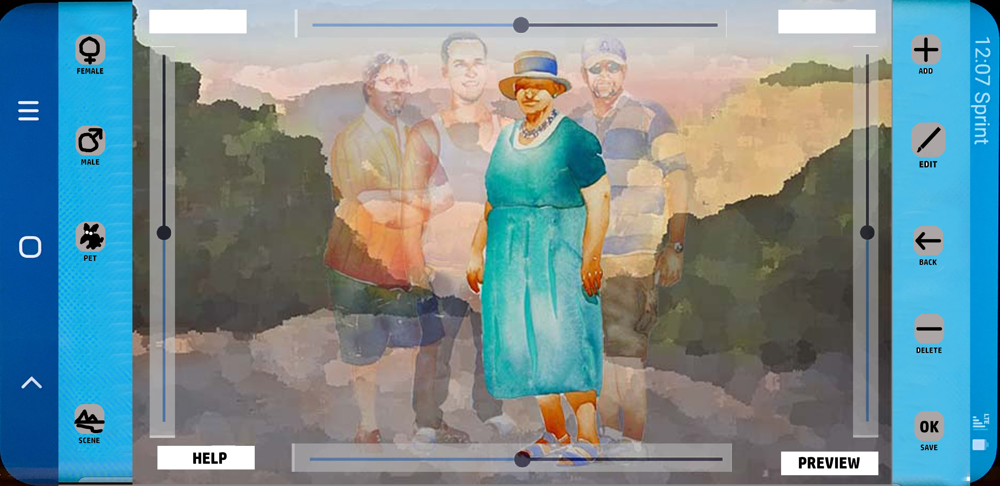 FEMALE
MALE
PET
SCENE
HELP
PREVIEW
ADD
EDIT
BACK
DELETE
OK
SAVE
12:07 Sprint
LTE